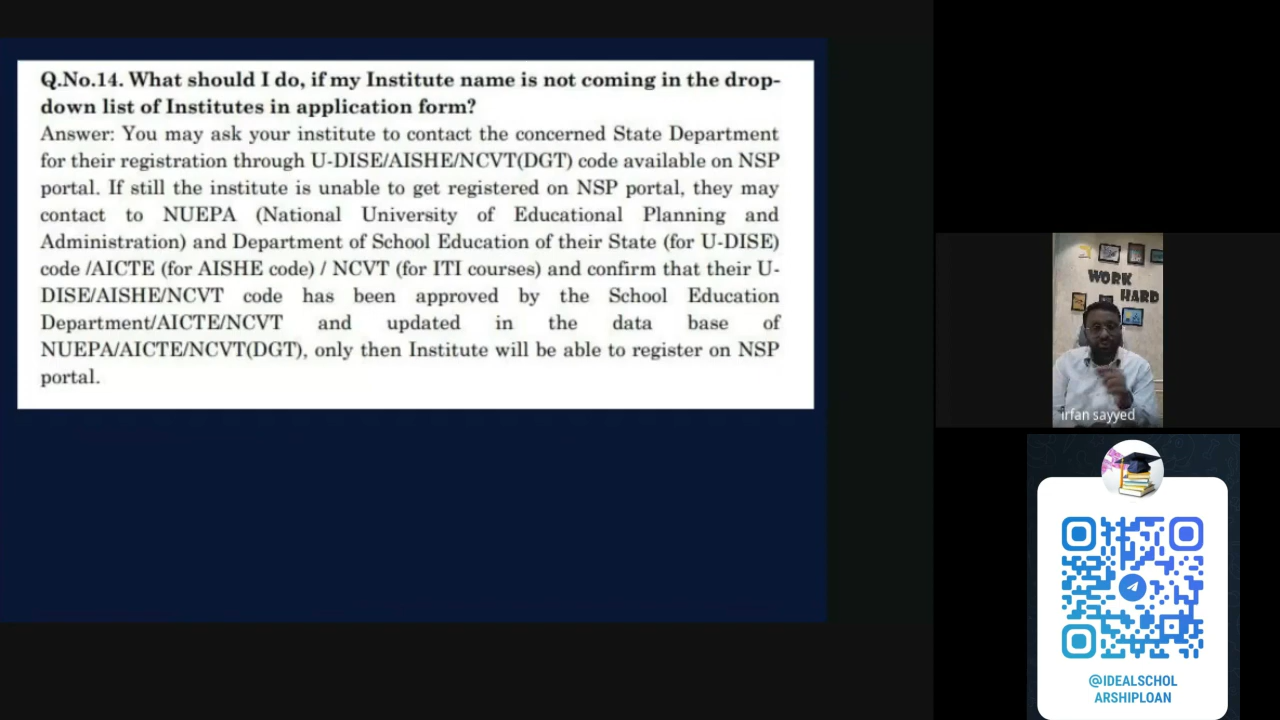 Q.No.14. What should I do, if my Institute name is not coming in the drop-
down list of Institutes in application form?
Answer: You may ask your institute to contact the concerned State Department
for their registration through U-DISE/AISHE/NCVT(DGT) code available on NSP
portal. If still the institute is unable to get registered on NSP portal, they may
contact to NUEPA (National University of Educational Planning and
Administration) and Department of School Education of their State (for U-DISE)
code /AICTE (for AISHE code) / NCVT (for ITI courses) and confirm that their U-
DISE/AISHE/NCVT code has been approved by the School Education
Department/AICTE/NCVT and updated in the data base of
NUEPA/AICTE/NCVT(DGT), only then Institute will be able to register on NSP
portal.
WORK
HARD
irfan sayyed
@IDEALSCHOL
ARSHIPLOAN